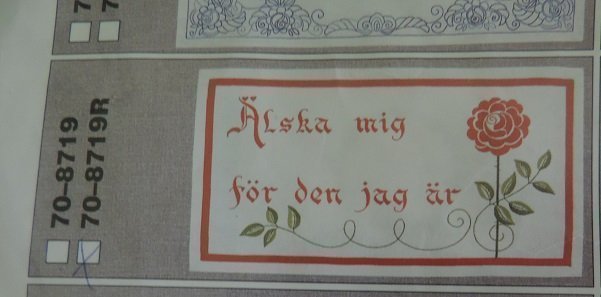 70-8719
70-8719R
Älska mig
för den jag är